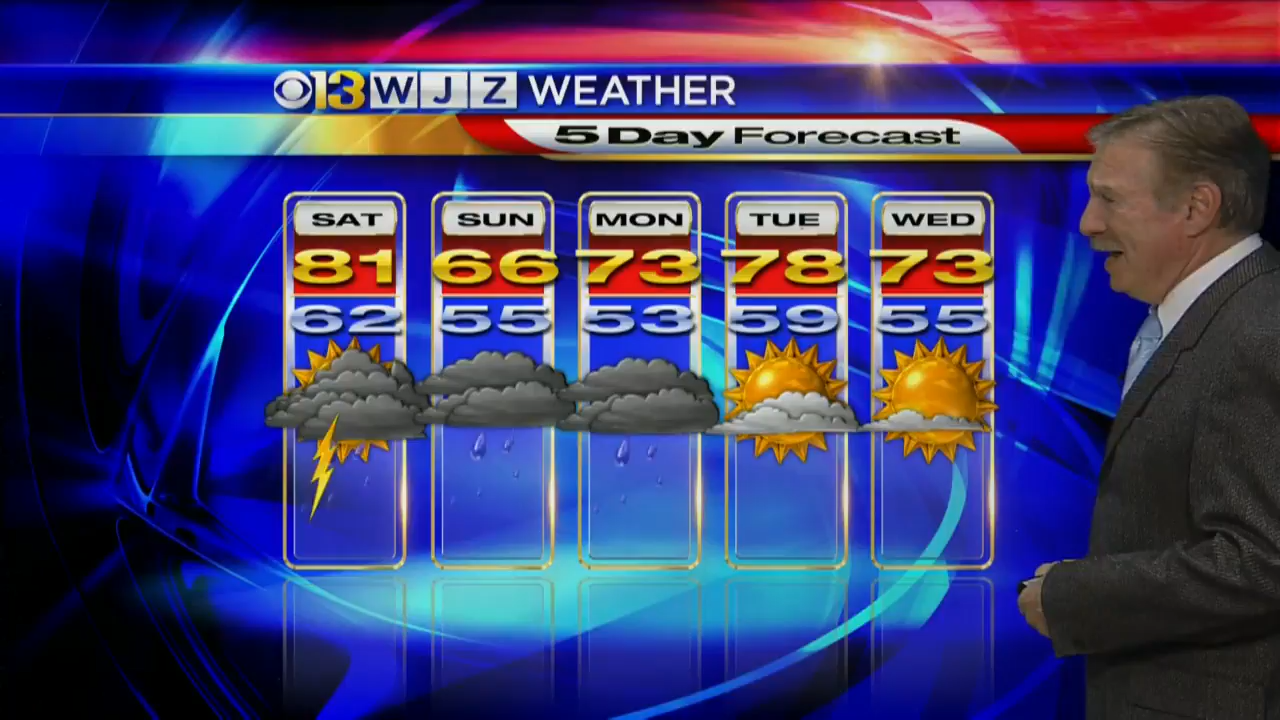 13 WJZ WEATHER
5 Day Forecast
SAT SUN MON TUE WED
81 66 73 78 73
62 55 53 59 55